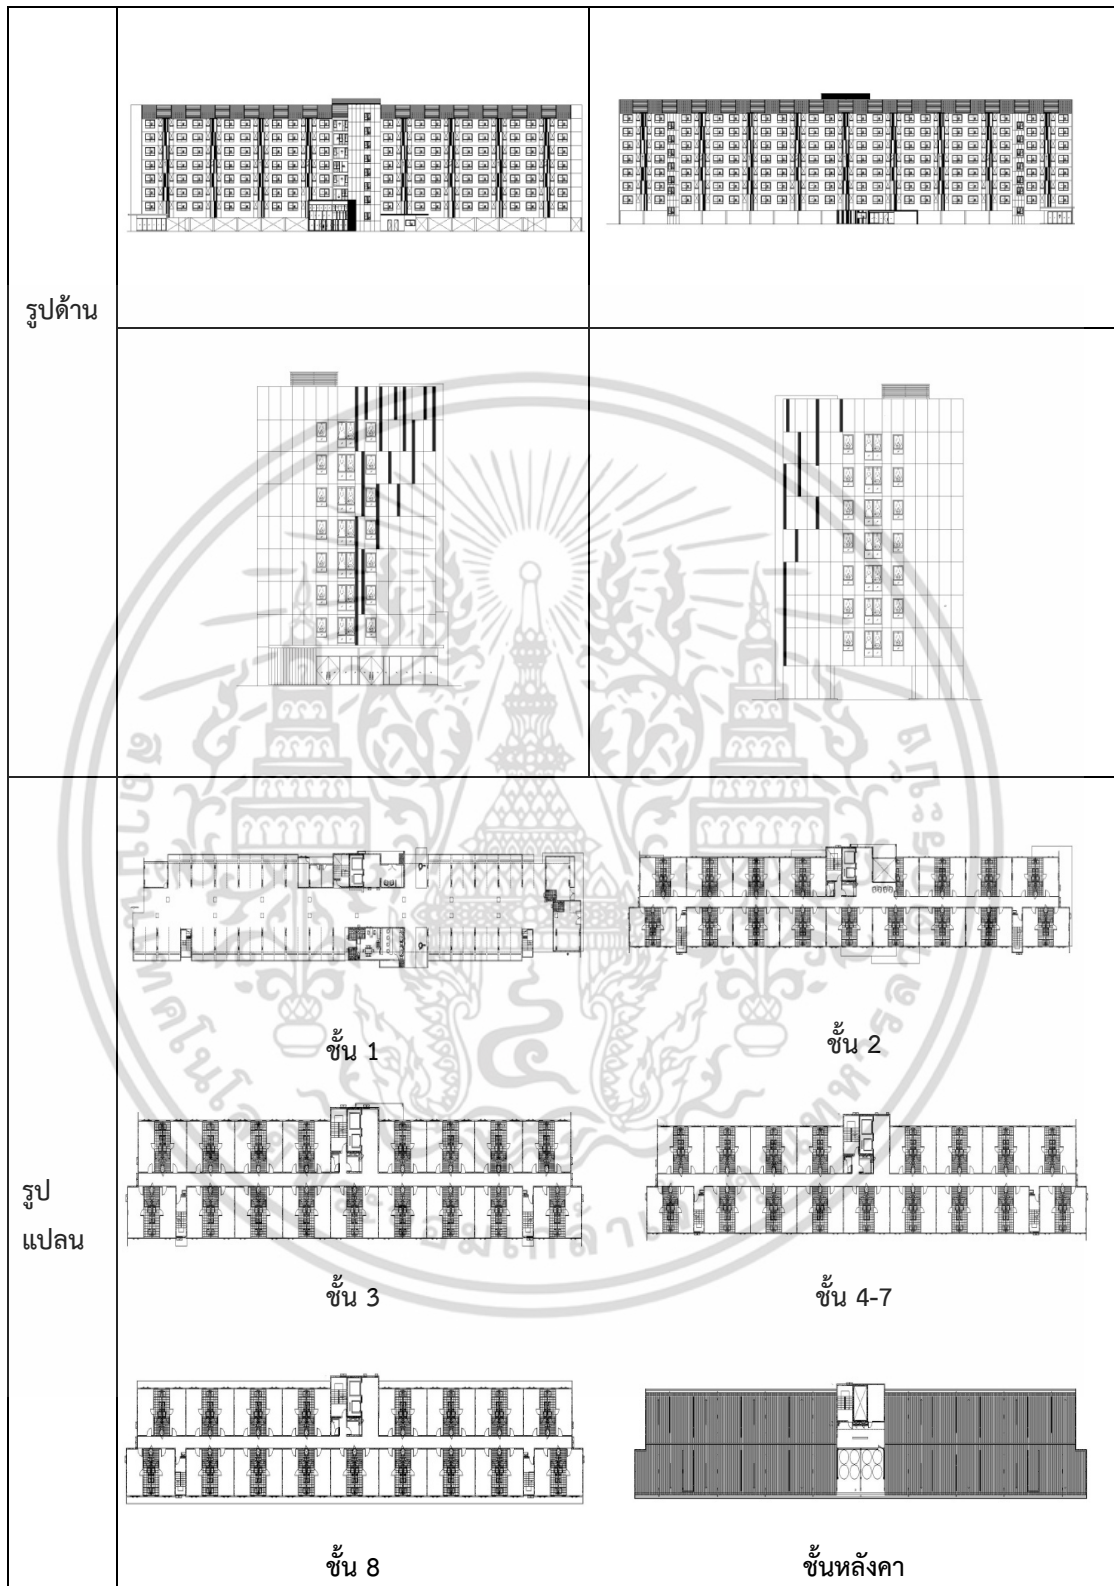 รูปด้าน
ชั้น 1
ชั้น 2
รูป
แปลน
ชั้น 3
ชั้น 4-7
ชั้น 8
ชั้นหลังคา